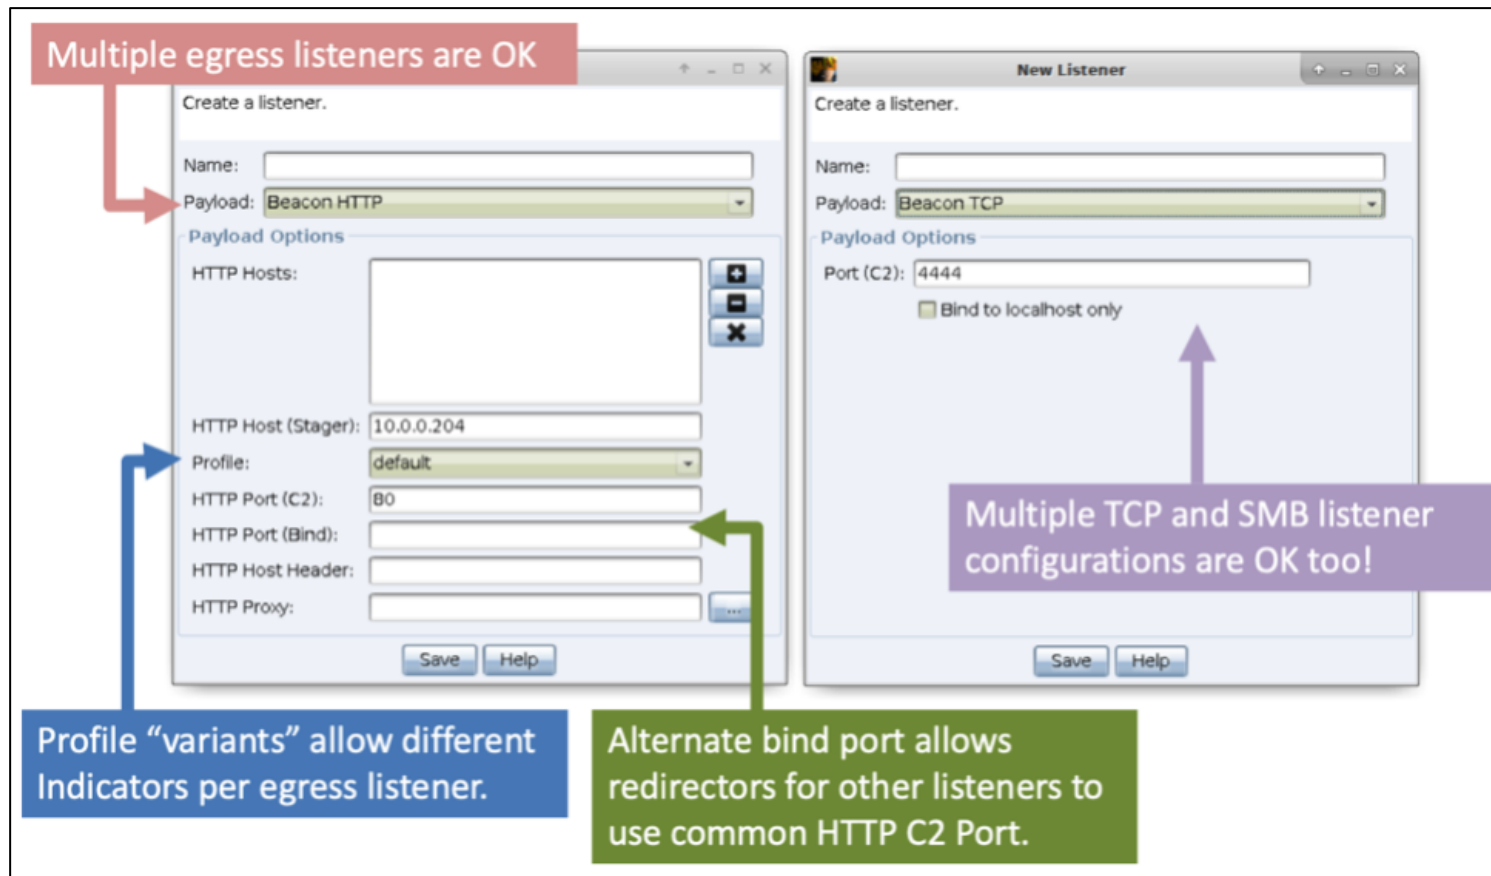 Multiple egress listeners are OK
Create a listener.
Name:
Payload: Beacon HTTP
Payload Options
HTTP Hosts:
HTTP Host (Stager): 10.0.0.204
Profile: default
HTTP Port (C2): 80
HTTP Port (Bind):
HTTP Host Header:
HTTP Proxy:
...
Save Help
New Listener
Create a listener.
Name:
Payload: Beacon TCP
Payload Options
Port (C2): 4444
Bind to localhost only
Multiple TCP and SMB listener
configurations are OK too!
Save Help
Profile “variants” allow different
Indicators per egress listener.
Alternate bind port allows
redirectors for other listeners to
use common HTTP C2 Port.